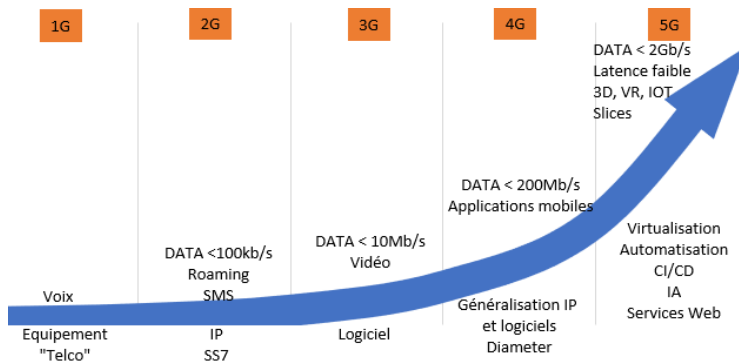 1G
2G
3G
4G
5G
DATA < 2Gb/s
Latence faible
3D, VR, IOT
Slices
DATA < 200Mb/s
Applications mobiles
DATA < 10Mb/s
Vidéo
DATA <100kb/s
Roaming
SMS
Voix
Equipement
"Telco"
IP
SS7
Logiciel
Généralisation IP
et logiciels
Diameter
Virtualisation
Automatisation
CI/CD
IA
Services Web